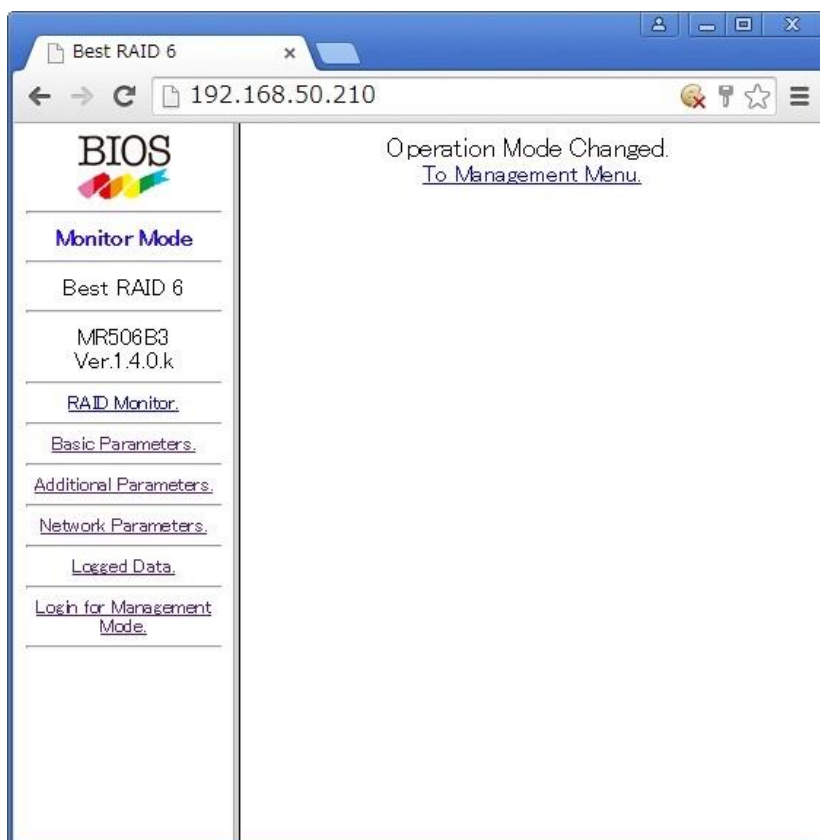 Best RAID 6
192.168.50.210
BIOS
Monitor Mode
Best RAID 6
MR506B3
Ver.1.4.0.k
RAID Monitor.
Basic Parameters.
Additional Parameters.
Network Parameters.
Logged Data.
Login for Management
Mode.
Operation Mode Changed.
To Management Menu.